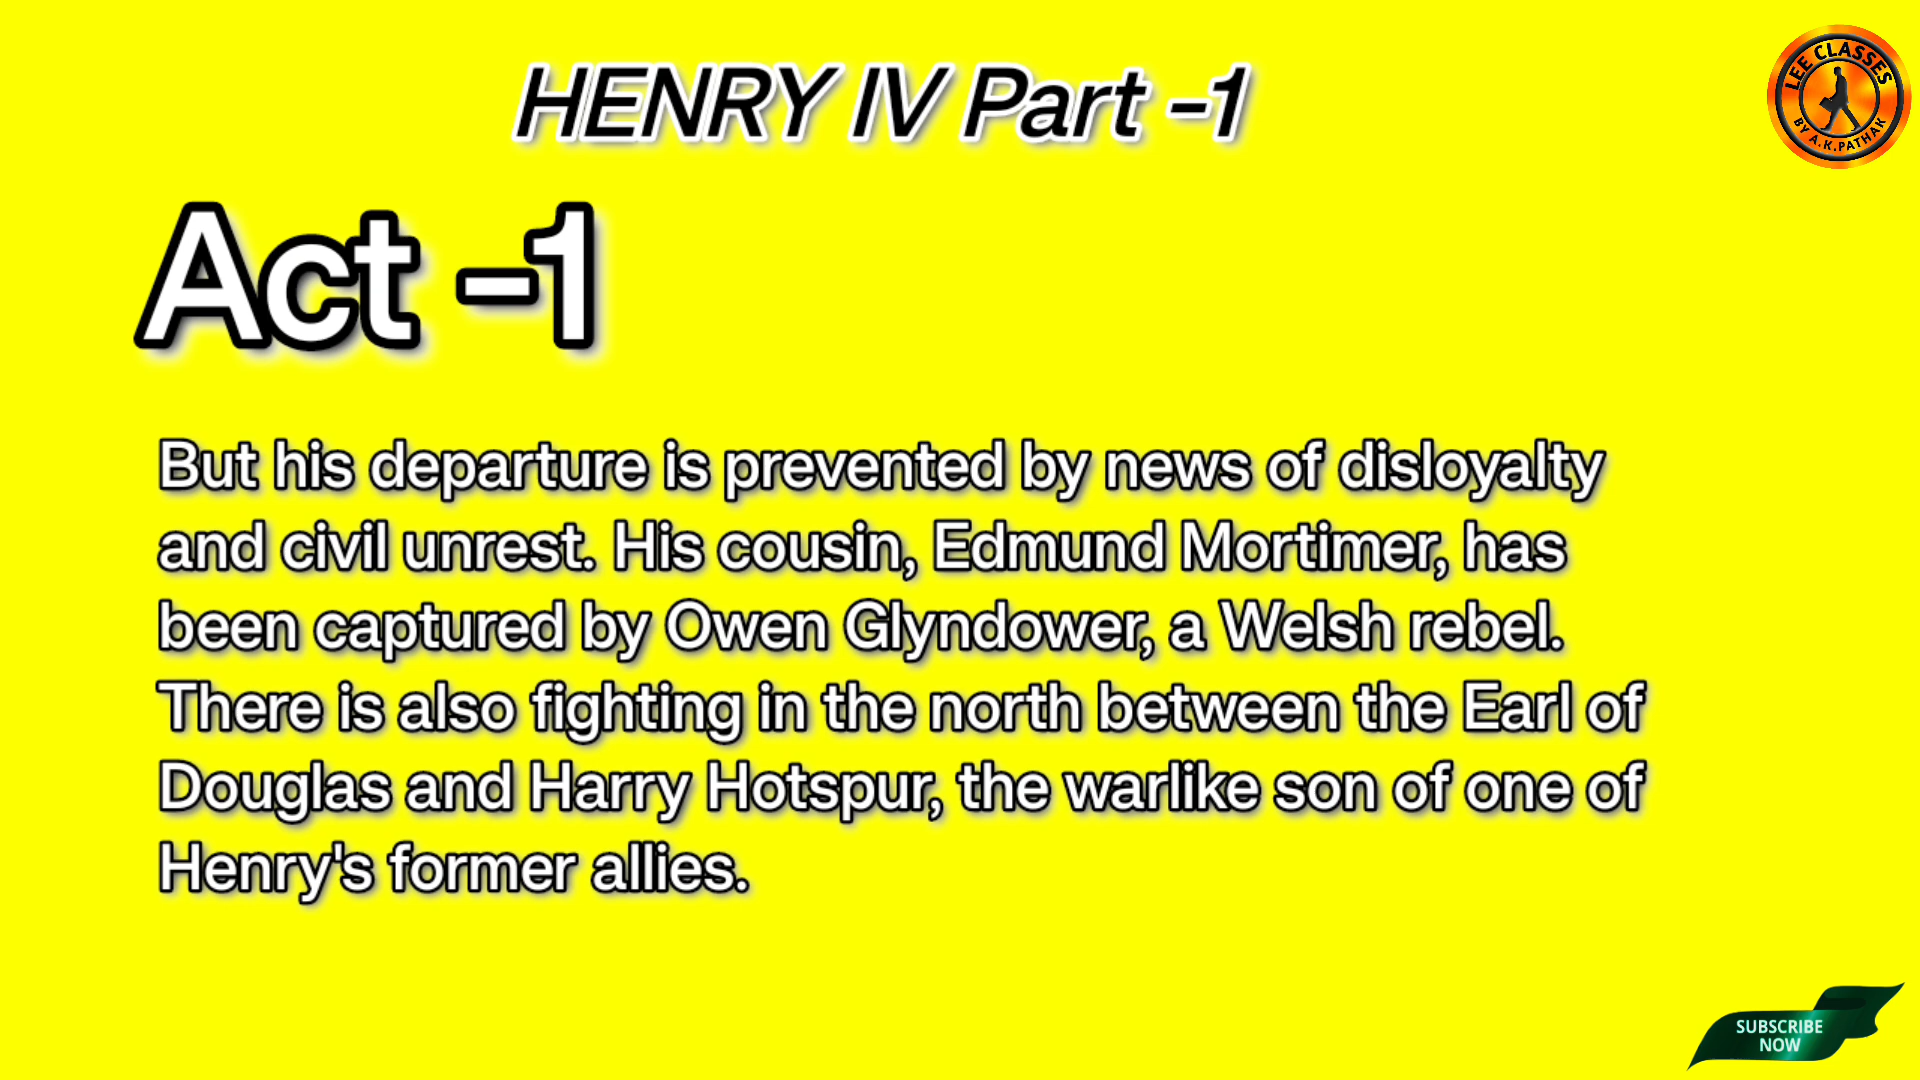 HENRY IV Part -1
LEE CLASSES
BY A.K.PATHAK
Act -1
But his departure is prevented by news of disloyalty
and civil unrest. His cousin, Edmund Mortimer, has
been captured by Owen Glyndower, a Welsh rebel.
There is also fighting in the north between the Earl of
Douglas and Harry Hotspur, the warlike son of one of
Henry's former allies.
SUBSCRIBE
NOW